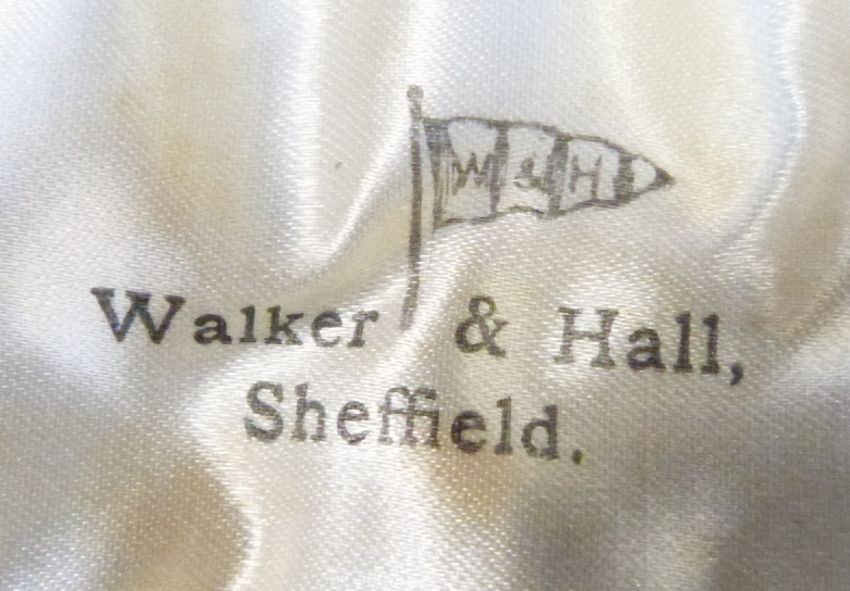 W & H
Walker & Hall,
Sheffield.